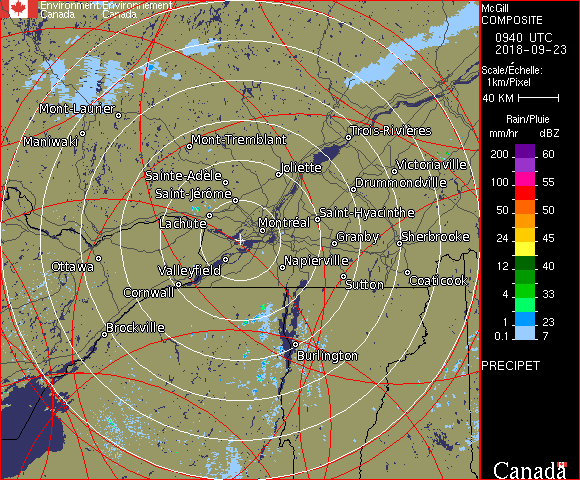 Environment Environnement
Canada Canada
Mont-Laurier
Maniwaki
Mont-Tremblant
Trois-Rivières
Sainte-Adèle
Joliette
Victoriaville
Saint-Jérôme
Drummondville
Lachute
Montréal
Saint-Hyacinthe
Granby
Sherbrooke
Ottawa
Valleyfield
Napierville
Cornwall
Sutton
Coaticook
Brockville
Burlington
McGill
COMPOSITE
0940 UTC
2018-09-23
Scale/Échelle:
1km/Pixel
40 KM
Rain/Pluie
mm/hr dBZ
200 60
150 55
100 55
50 50
24 45
12 40
4 33
1 23
0.1 7
PRECIPET
Canada